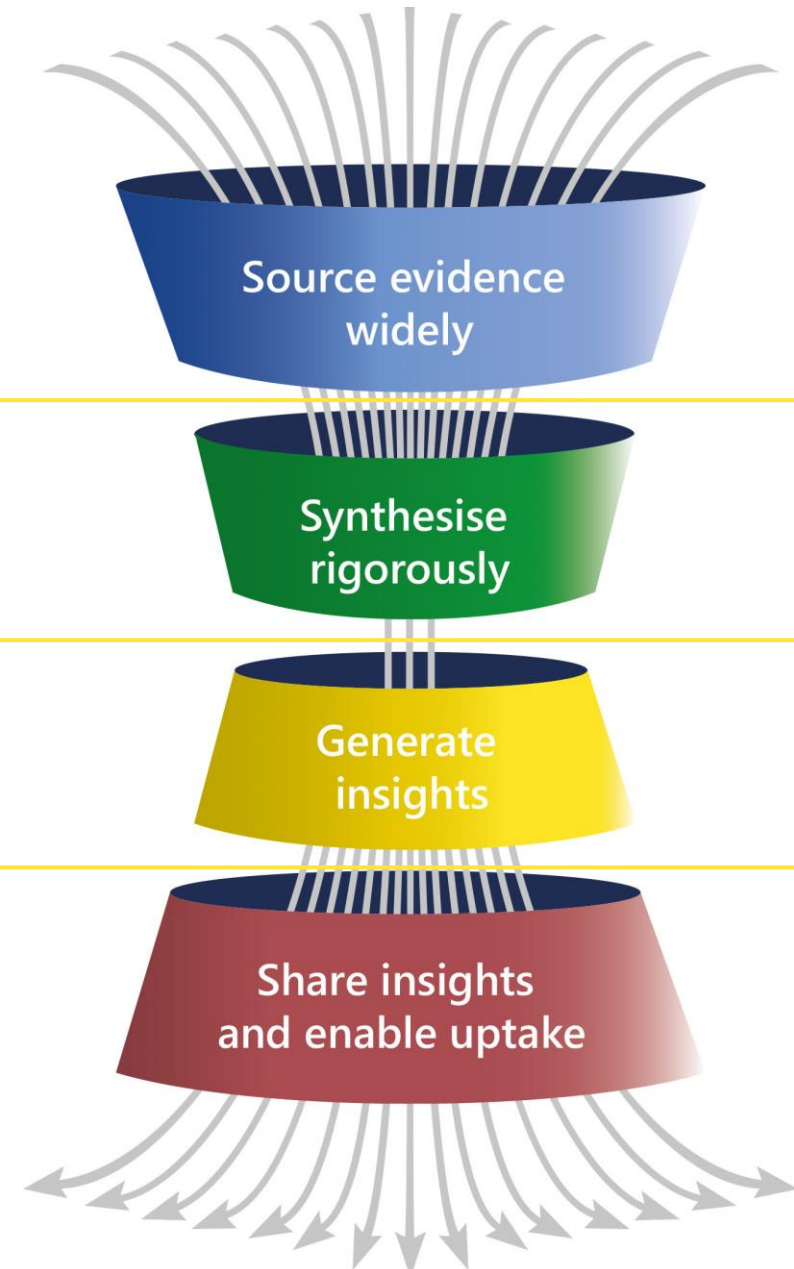 Source evidence
widely
Synthesise
rigorously
Generate
insights
Share insights
and enable uptake